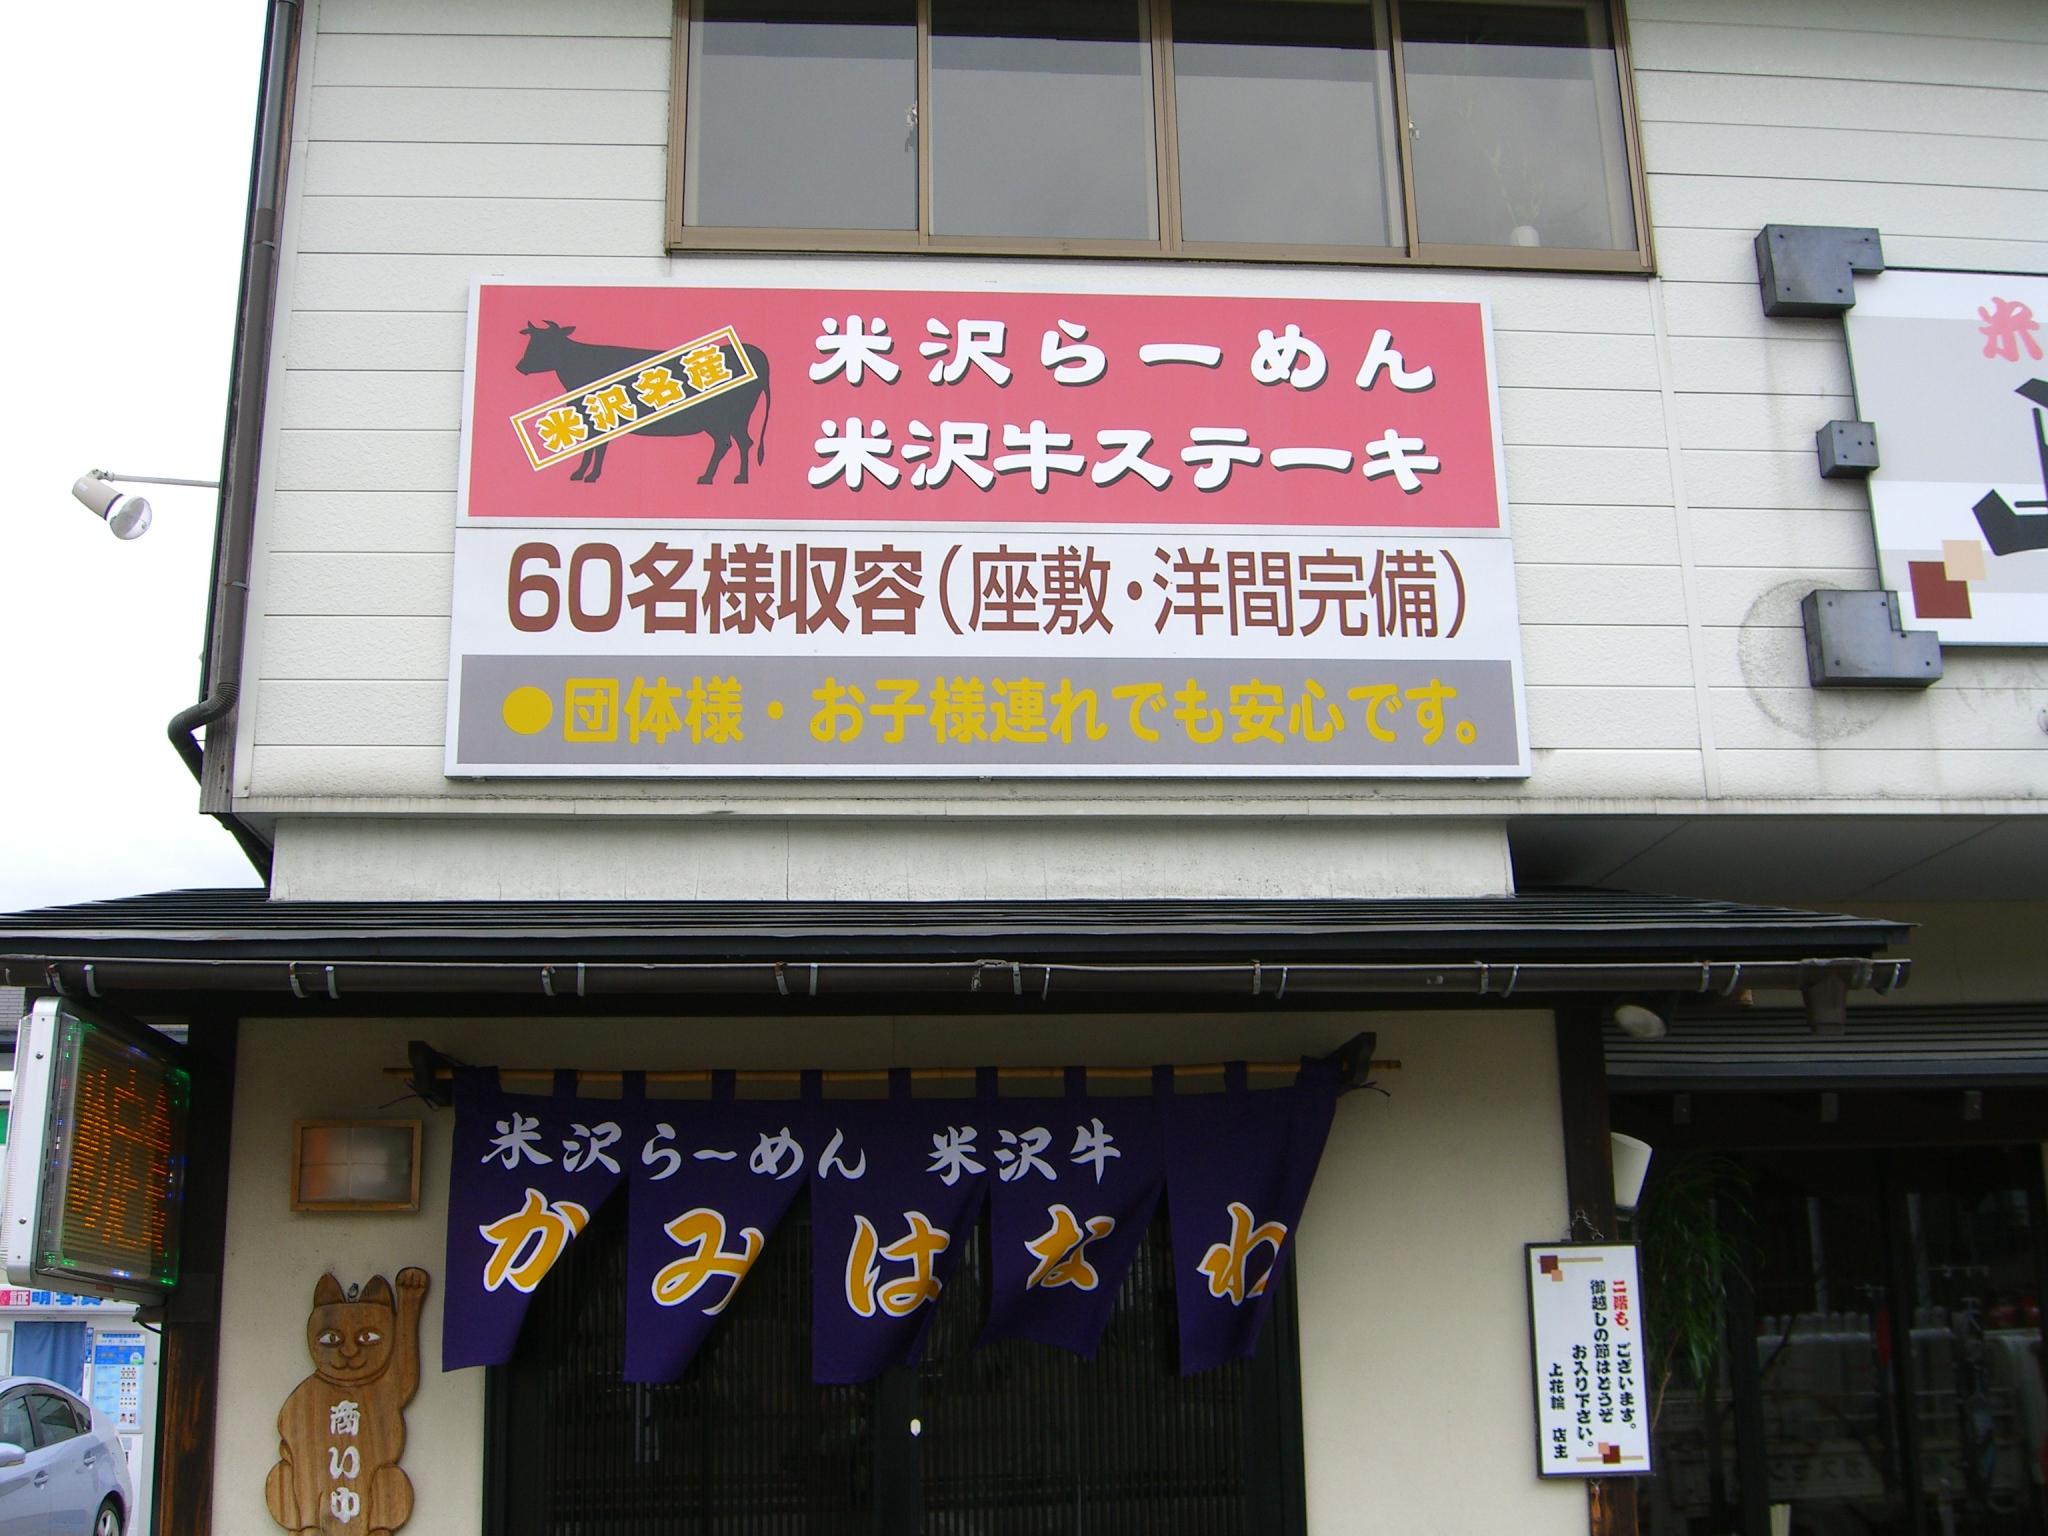 米沢名産
米沢らーめん
米沢牛ステーキ
60名様収容（座敷・洋間完備）
●団体様・お子様連れでも安心です。
米
米沢らーめん 米沢牛
かみはなわ
商い中
二階も、ございます。
御越しの節はどうぞ
お入り下さい。
上花輪 店主